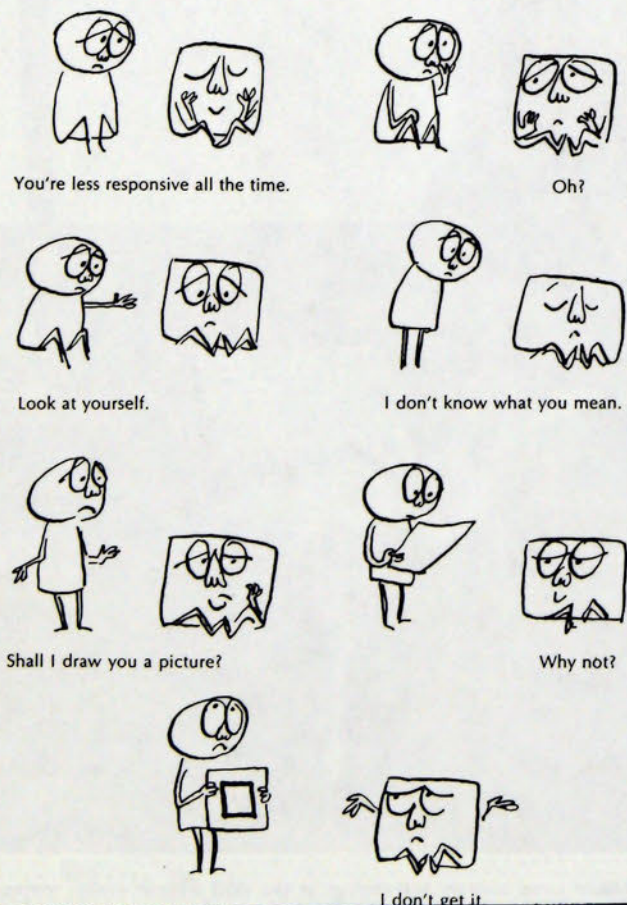 You're less responsive all the time.
Oh?
Look at yourself.
I don't know what you mean.
Shall I draw you a picture?
Why not?
I don't get it